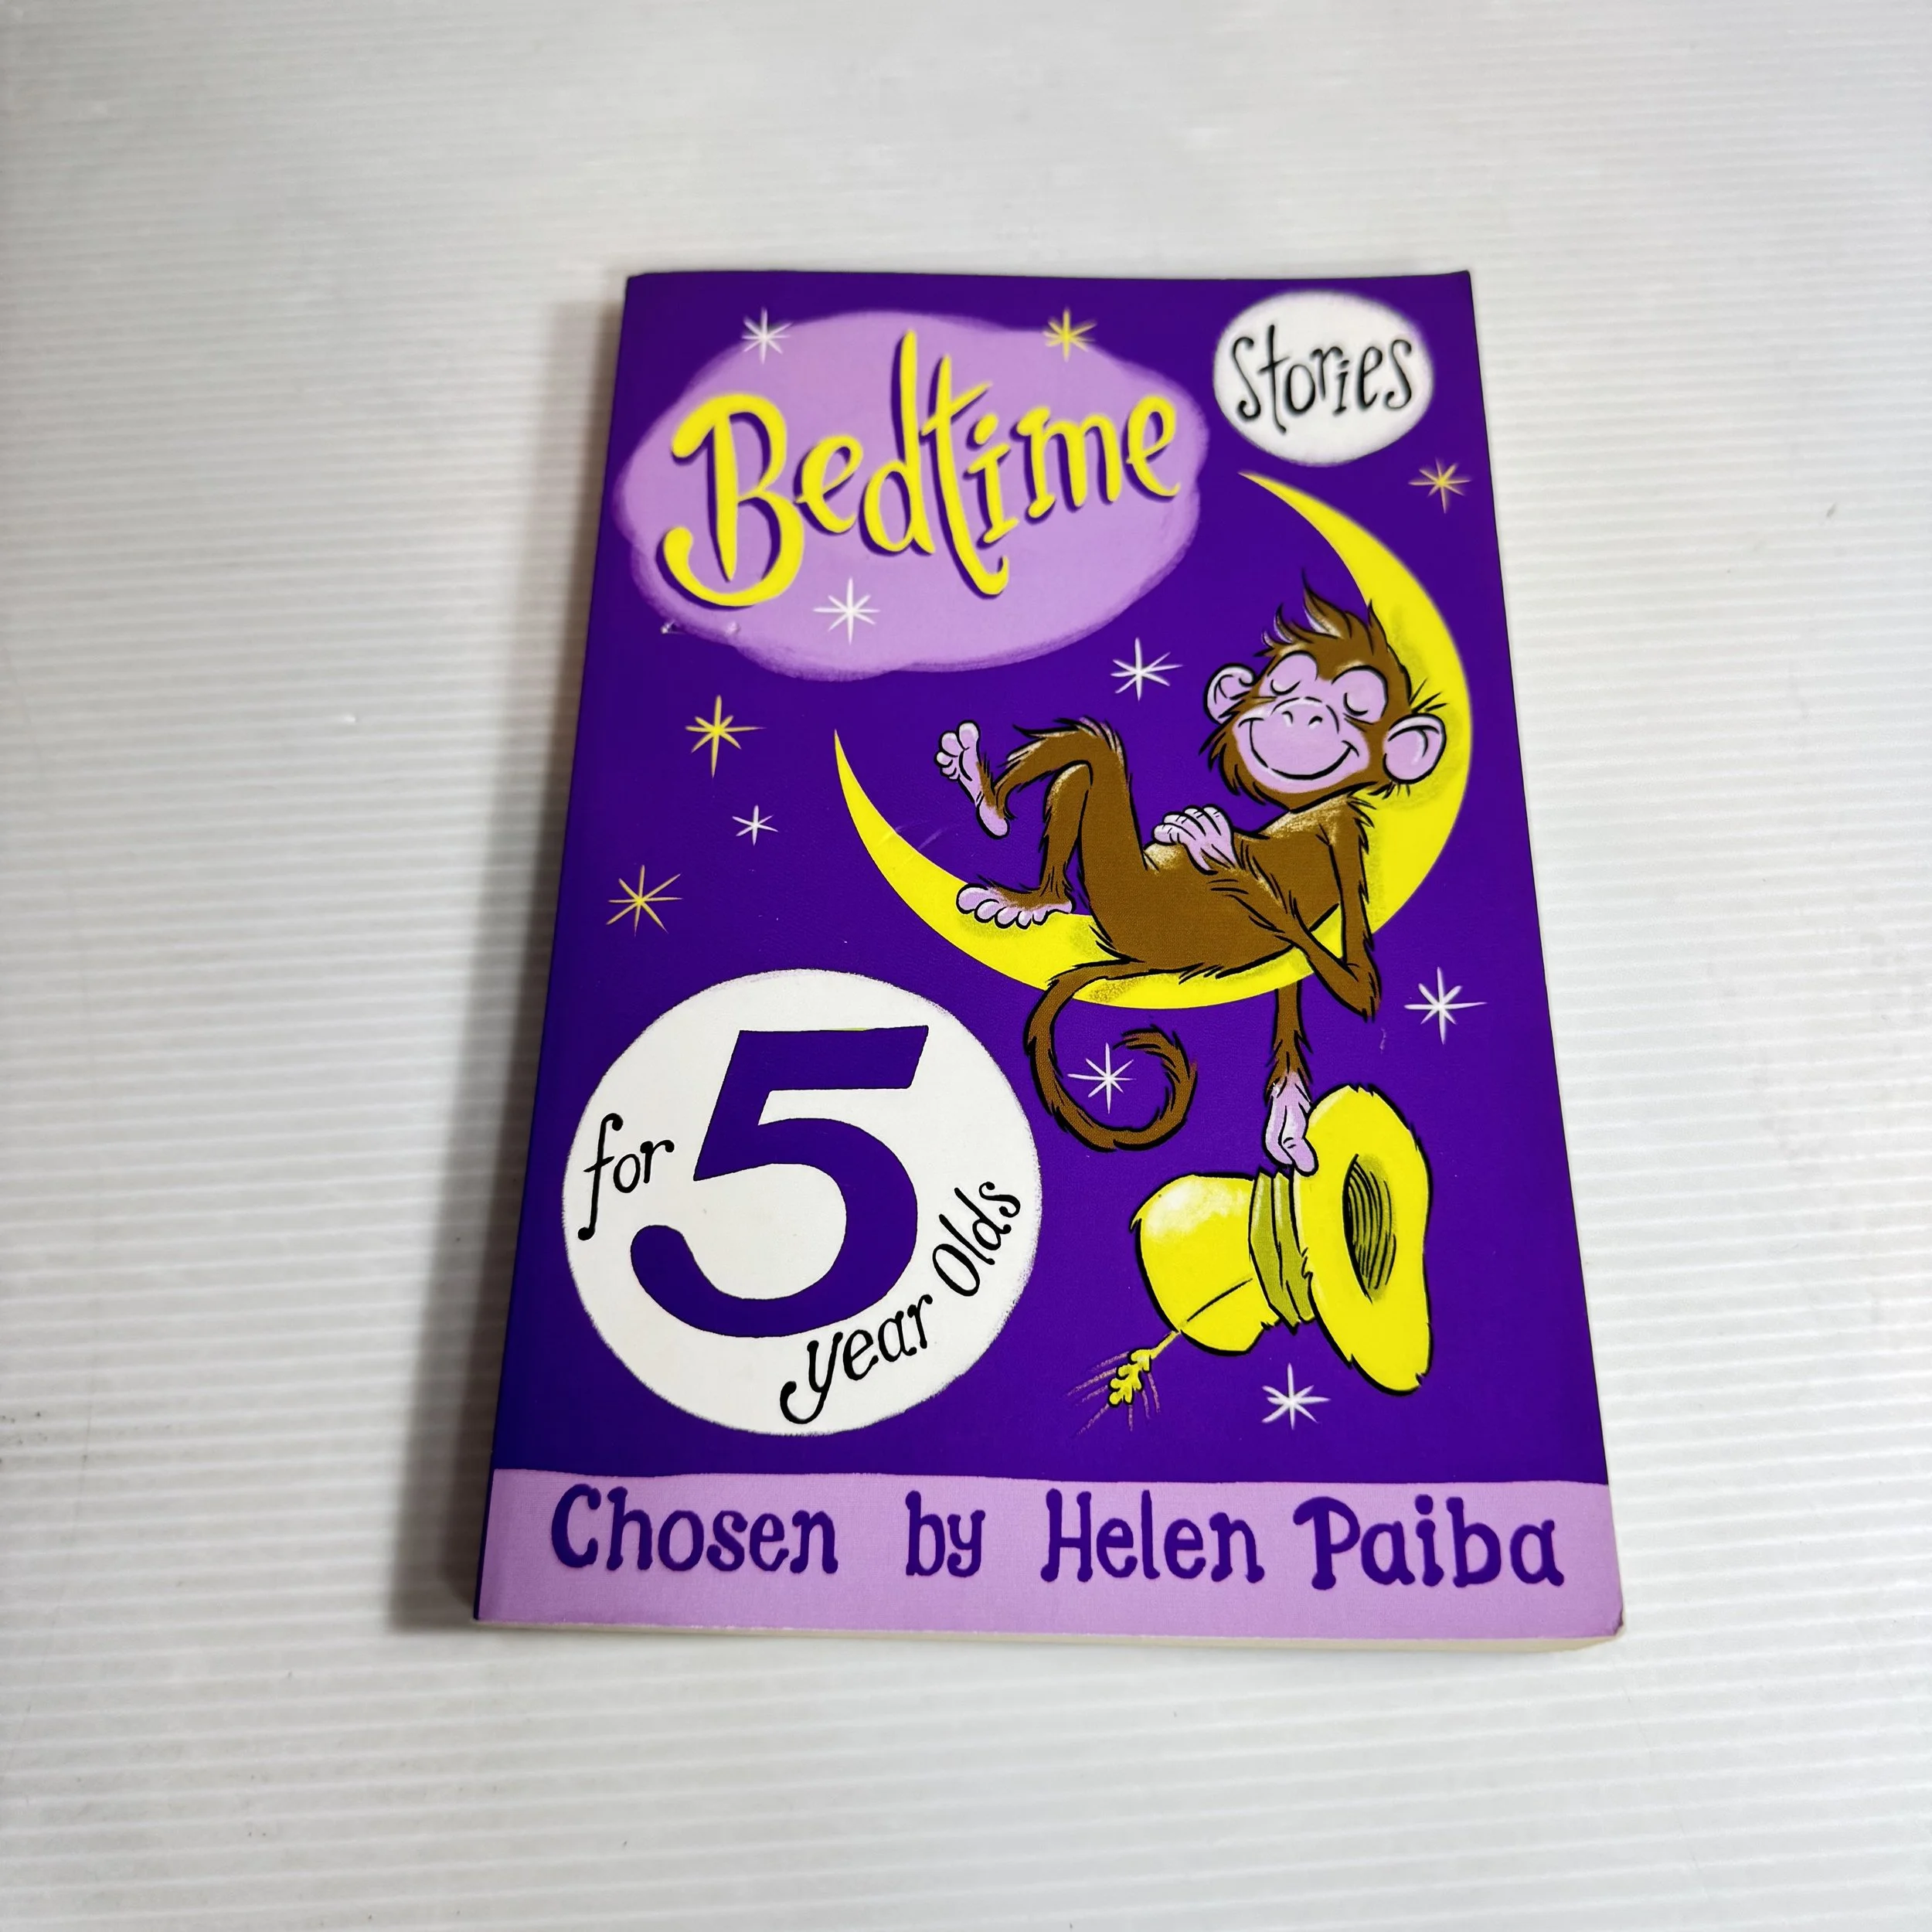 Bedtime
Stories
for
5
year Olds
Chosen by Helen Paiba